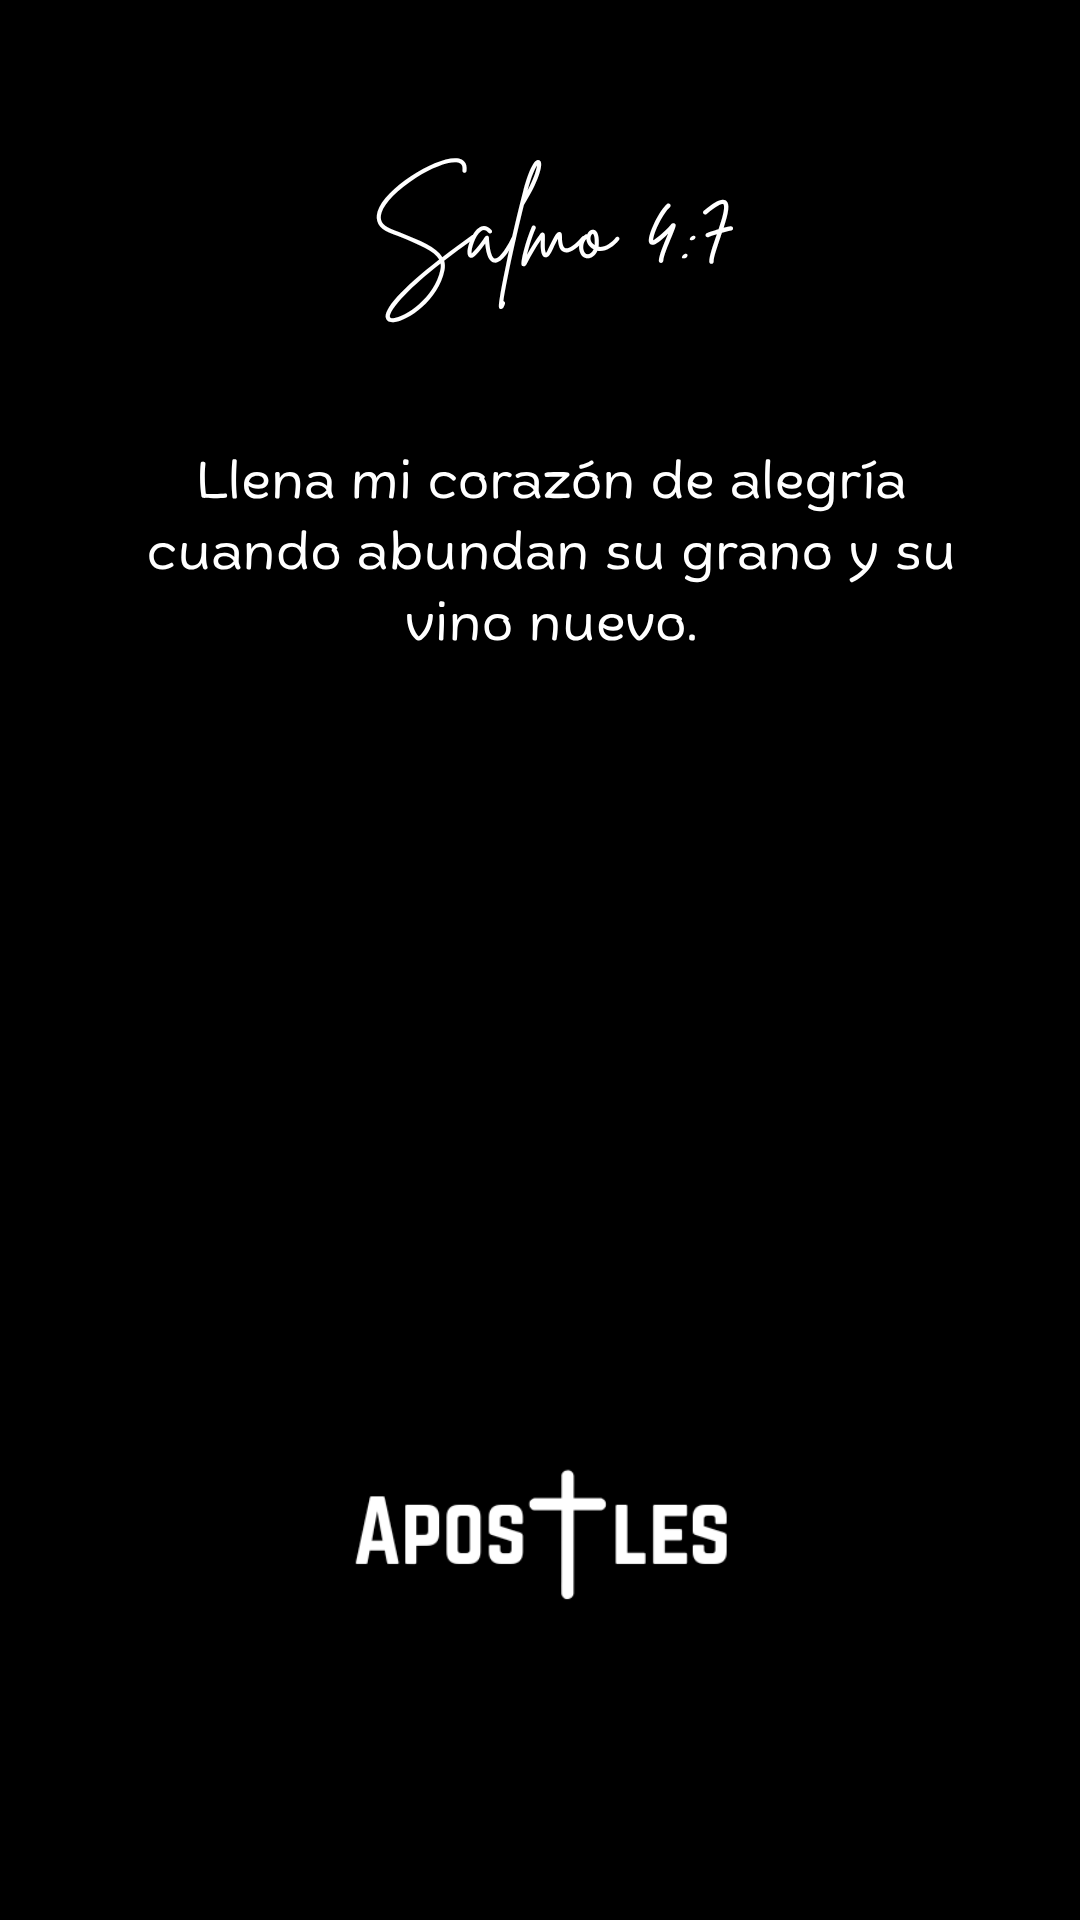 Salmo 4:7
Llena mi corazón de alegría
cuando abundan su grano y su
vino nuevo.
APOSTLES